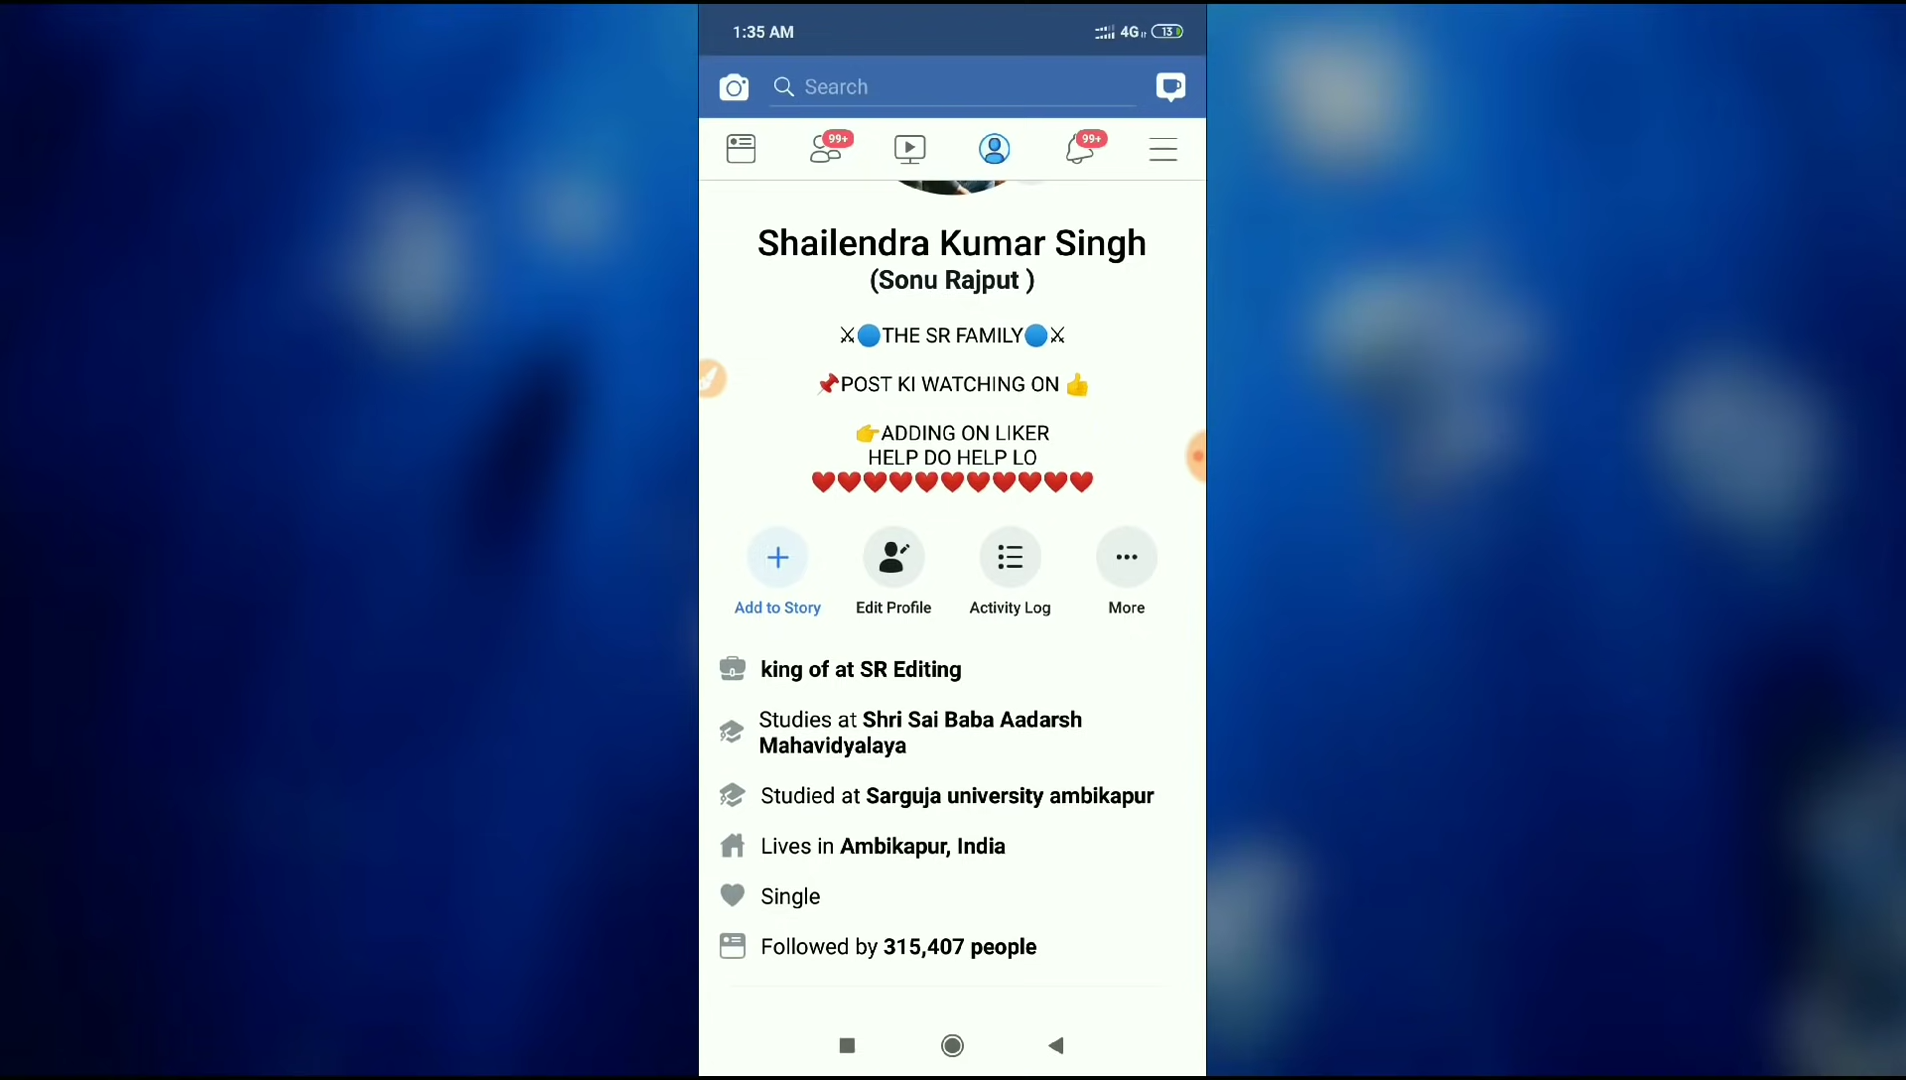 1:35 AM
4G
13
Search
99+
99+
Shailendra Kumar Singh
(Sonu Rajput )
⚔🔵THE SR FAMILY🔵⚔
📌POST KI WATCHING ON 👍
👉ADDING ON LIKER
HELP DO HELP LO
❤❤❤❤❤❤❤❤❤❤❤
Add to Story
Edit Profile
Activity Log
More
king of at SR Editing
Studies at Shri Sai Baba Aadarsh
Mahavidyalaya
Studied at Sarguja university ambikapur
Lives in Ambikapur, India
Single
Followed by 315,407 people